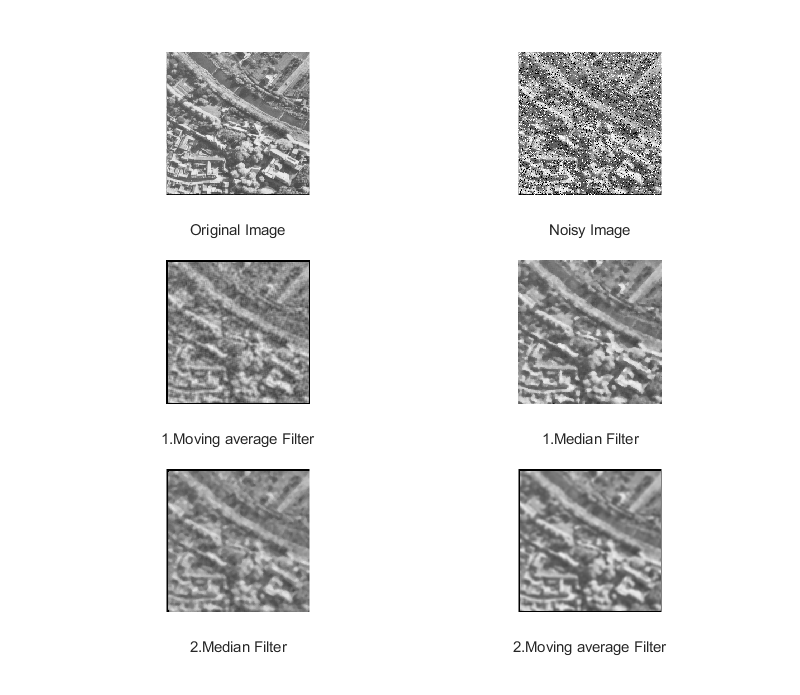 Original Image
Noisy Image
1.Moving average Filter
1.Median Filter
2.Median Filter
2.Moving average Filter